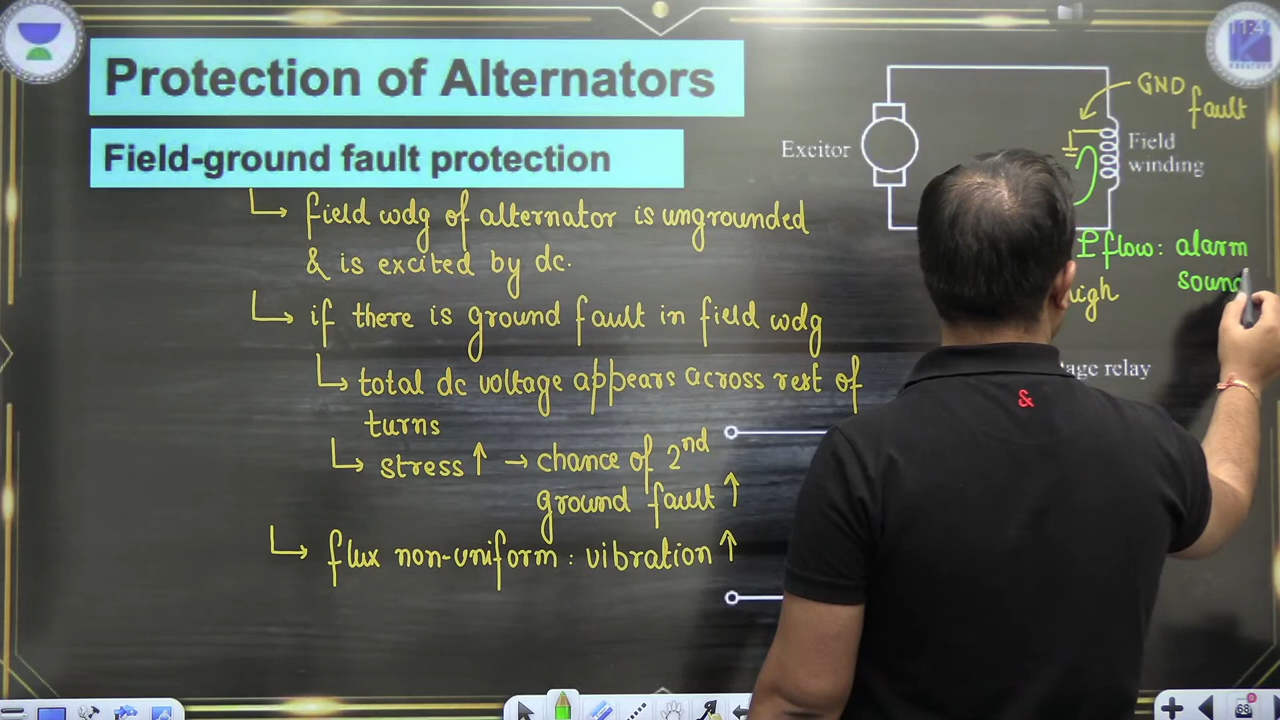 Protection of Alternators
Field-ground fault protection
field wdg of alternator is ungrounded
& is excited by dc.
if there is ground fault in field wdg
total dc voltage appears across rest of
turns
stress ↑ → chance of 2nd
ground fault ↑
flux non-uniform : vibration ↑
GND
fault
Excitor
Field
winding
I flow: alarm
sound
relay
&
68